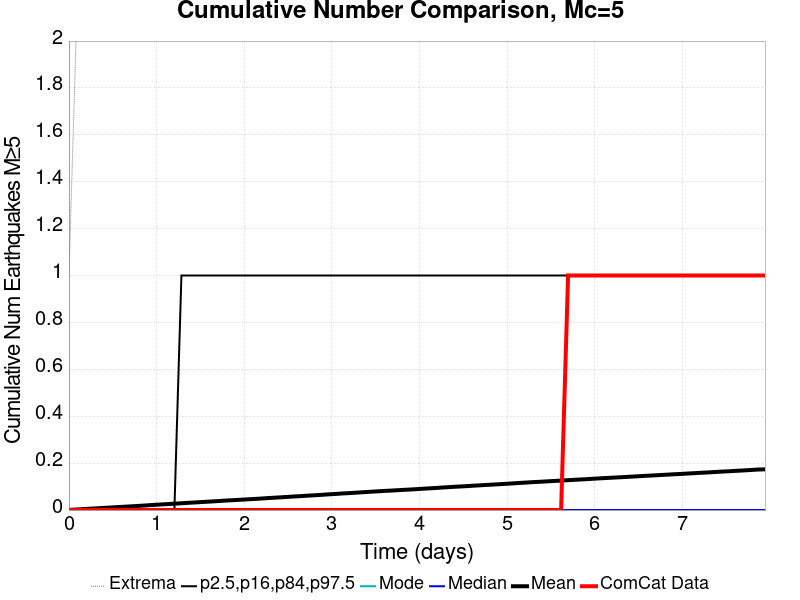 Cumulative Number Comparison, Mc=5
Cumulative Num Earthquakes M≥5
2
1.8
1.6
1.4
1.2
1
0.8
0.6
0.4
0.2
0
0 1 2 3 4 5 6 7
Time (days)
Extrema p2.5,p16,p84,p97.5 Mode Median Mean ComCat Data